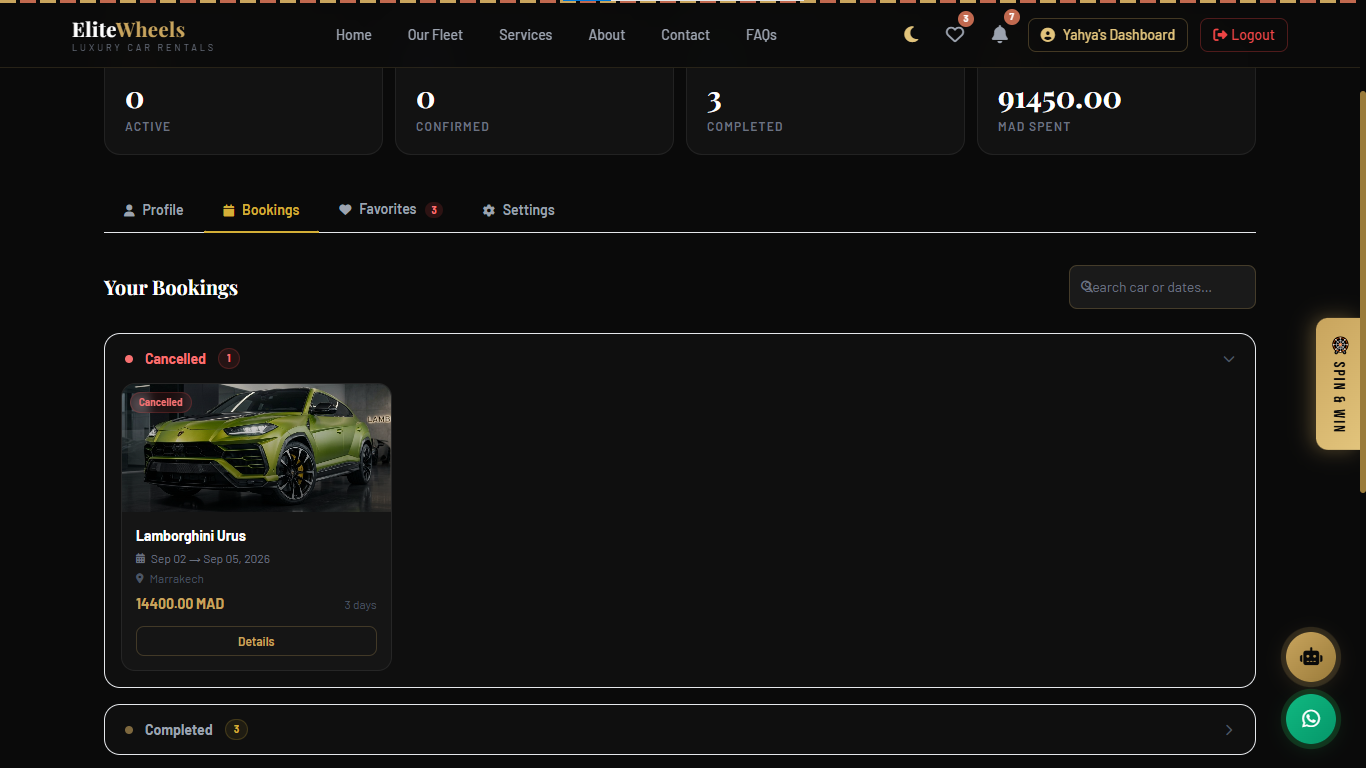 EliteWheels
LUXURY CAR RENTALS
Home
Our Fleet
Services
About
Contact
FAQs
3
7
Yahya's Dashboard
Logout
0
ACTIVE
0
CONFIRMED
3
COMPLETED
91450.00
MAD SPENT
Profile
Bookings
Favorites 3
Settings
Your Bookings
Search car or dates...
Cancelled 1
Cancelled
LAMB
Lamborghini Urus
Sep 02 → Sep 05, 2026
Marrakech
14400.00 MAD
3 days
Details
SPIN & WIN
Completed 3